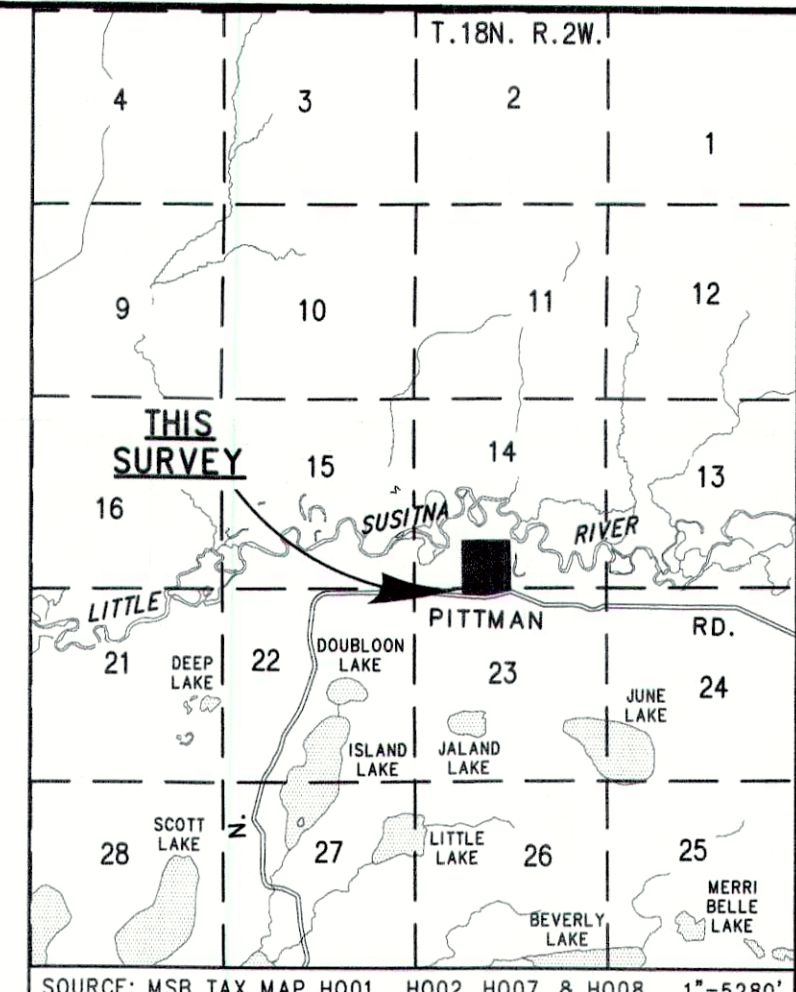 T.18N. R.2W.
4
3
2
1
9
10
11
12
THIS
SURVEY
16
15
14
13
SUSITNA
RIVER
LITTLE
PITTMAN
RD.
21
DEEP
LAKE
22
DOUBLOON
LAKE
23
24
JUNE
LAKE
ISLAND
LAKE
JALAND
LAKE
N.
28
SCOTT
LAKE
27
LITTLE
LAKE
26
25
MERRI
BELLE
LAKE
BEVERLY
LAKE
SOURCE: MSB TAX MAP HO01 HO02 HO07 & HO08 1"=5280'